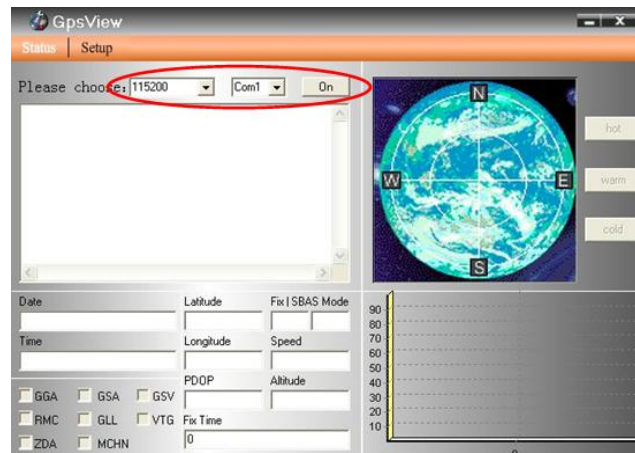 GpsView
Status | Setup
Please choose: 115200 Com1 On
N
W E
S
hot
warm
cold
Date Latitude Fix | SBAS Mode
Time Longitude Speed
PDOP Altitude
GGA GSA GSV
RMC GLL VTG Fix Time
ZDA MCHN 0
90
80
70
60
50
40
30
20
10